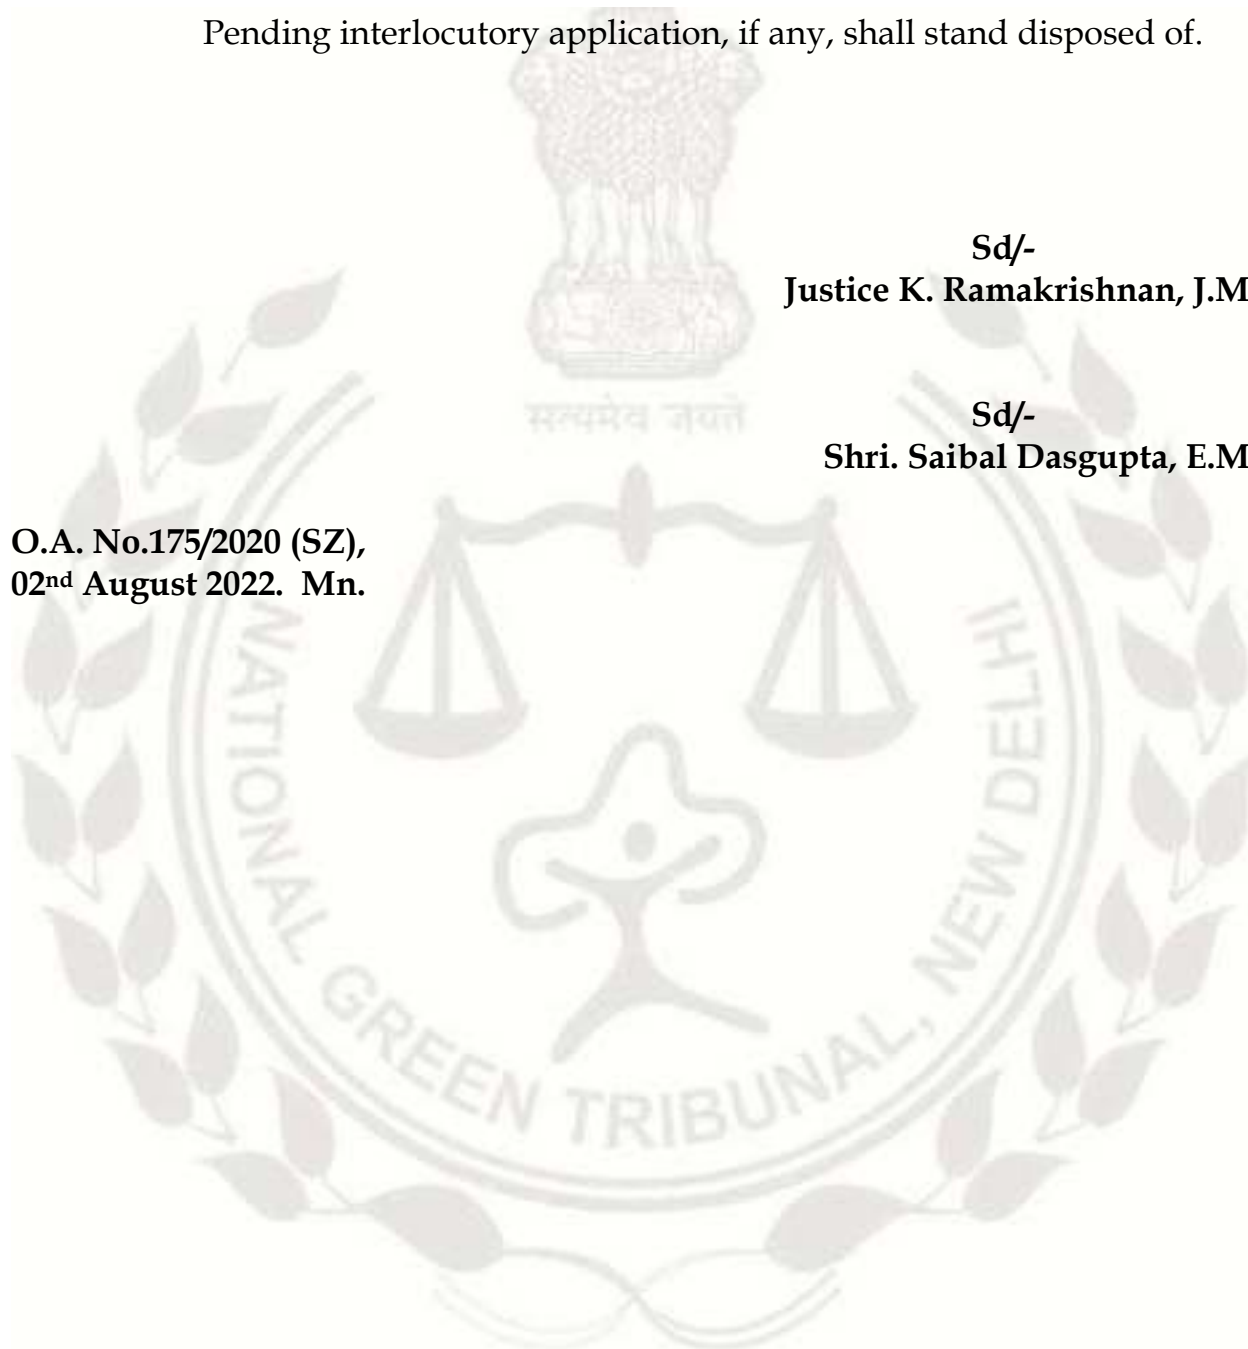 Pending interlocutory application, if any, shall stand disposed of.
Sd/-
Justice K. Ramakrishnan, J.M
Sd/-
Shri. Saibal Dasgupta, E.M
O.A. No.175/2020 (SZ),
02nd August 2022. Mn.
सत्यमेव जयते
NATIONAL GREEN TRIBUNAL, NEW DELHI